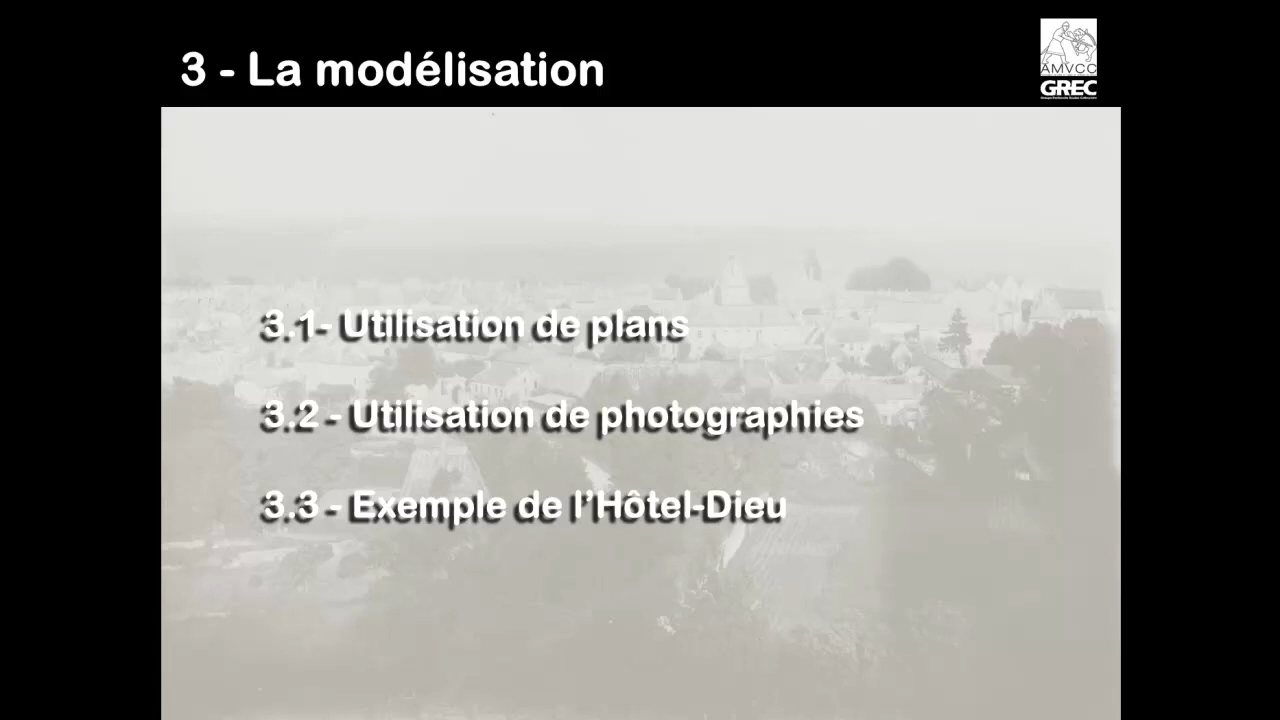 3 - La modélisation
AMVCC
GREC
3.1- Utilisation de plans
3.2 - Utilisation de photographies
3.3 - Exemple de l’Hôtel-Dieu